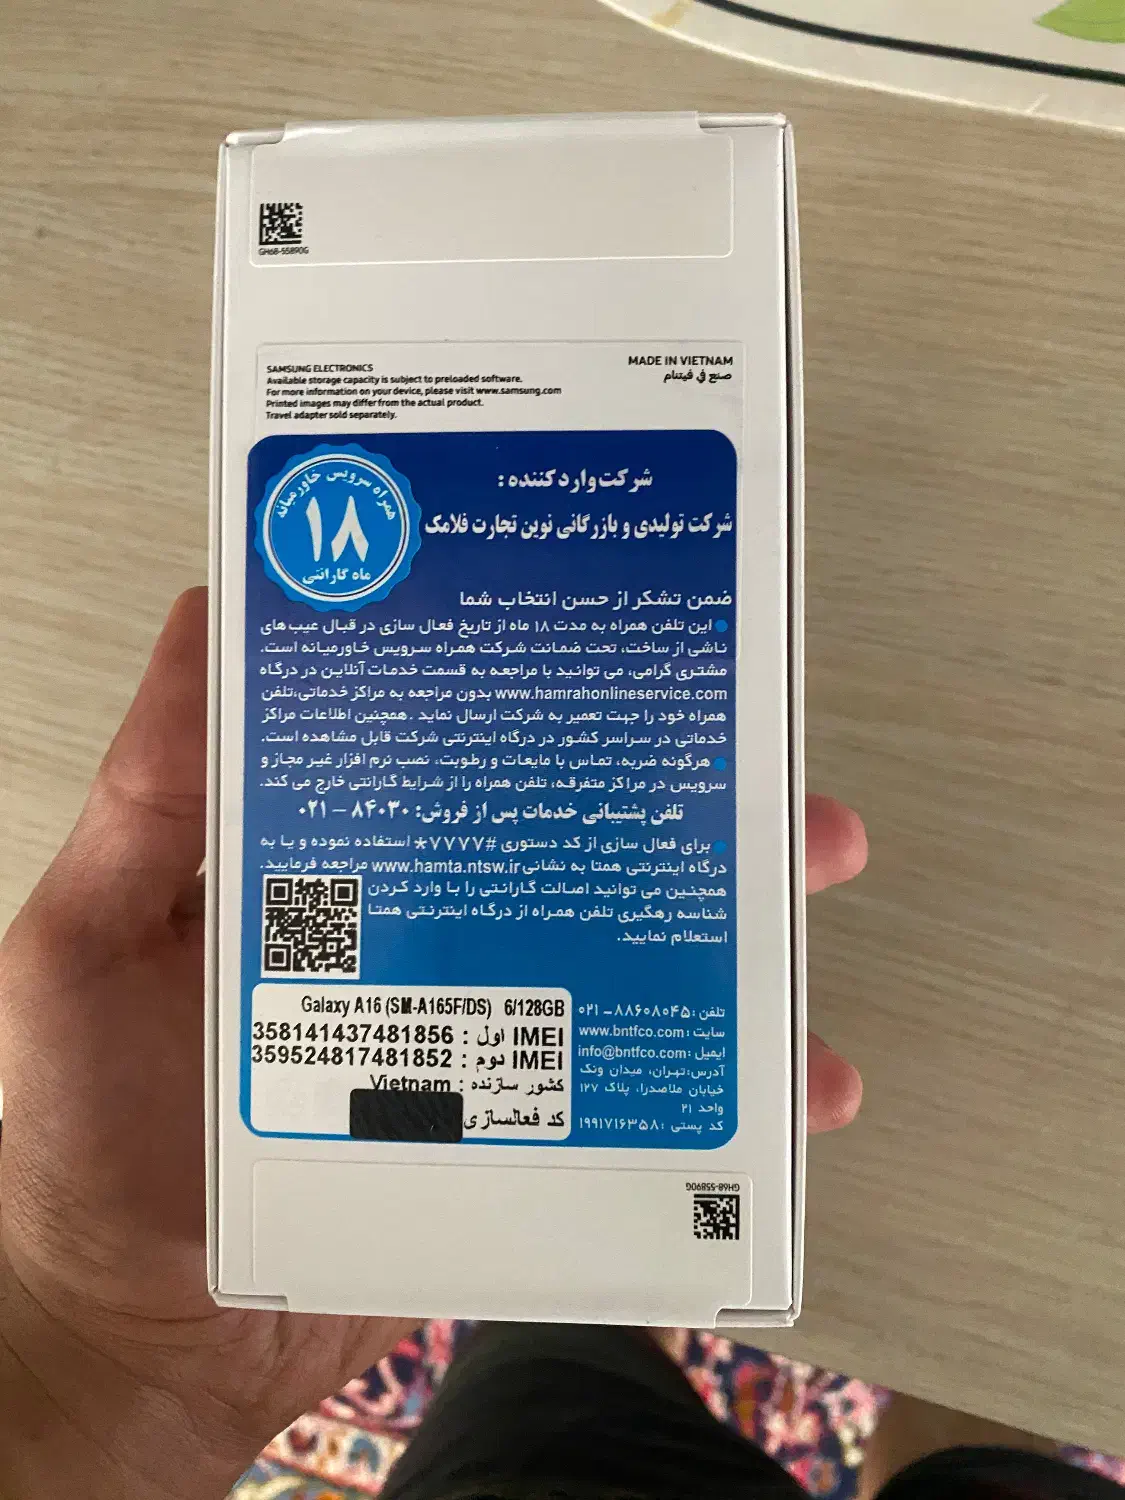 GH68-55890G
SAMSUNG ELECTRONICS
Available storage capacity is subject to preloaded software.
For more information on your device, please visit www.samsung.com
Printed images may differ from the actual product.
Travel adapter sold separately.
MADE IN VIETNAM
صنع في فيتنام
همراه سرویس خاورمیانه
۱۸
ماه گارانتی
شرکت وارد کننده :
شرکت تولیدی و بازرگانی نوین تجارت فلامک
ضمن تشکر از حسن انتخاب شما
این تلفن همراه به مدت ۱۸ ماه از تاریخ فعال سازی در قبال عیب های
ناشی از ساخت، تحت ضمانت شرکت همراه سرویس خاورمیانه است.
مشتری گرامی، می توانید با مراجعه به قسمت خدمات آنلاین در درگاه
www.hamrahonlineservice.com بدون مراجعه به مراکز خدماتی،تلفن
همراه خود را جهت تعمیر به شرکت ارسال نماید .همچنین اطلاعات مراکز
خدماتی در سراسر کشور در درگاه اینترنتی شرکت قابل مشاهده است.
هرگونه ضربه، تماس با مایعات و رطوبت، نصب نرم افزار غیر مجاز و
سرویس در مراکز متفرقه، تلفن همراه را از شرایط گارانتی خارج می کند.
تلفن پشتیبانی خدمات پس از فروش: ۸۴۰۳۰ – ۰۲۱
برای فعال سازی از کد دستوری #۷۷۷۷* استفاده نموده و یا به
درگاه اینترنتی همتا به نشانی www.hamta.ntsw.ir مراجعه فرمایید.
همچنین می توانید اصالت گارانتی را با وارد کردن
شناسه رهگیری تلفن همراه از درگاه اینترنتی همتا
استعلام نمایید.
Galaxy A16 (SM-A165F/DS) 6/128GB
IMEI اول : 358141437481856
IMEI دوم : 359524817481852
کشور سازنده : Vietnam
کد فعالسازی
تلفن :۸۸۶۰۸۰۴۵ – ۰۲۱
سایت :www.bntfco.com
ایمیل :info@bntfco.com
آدرس:تهران، میدان ونک
خیابان ملاصدرا، پلاک ۱۲۷
واحد ۲۱
کد پستی :۱۹۹۱۷۱۶۳۵۸
GH68-55890G